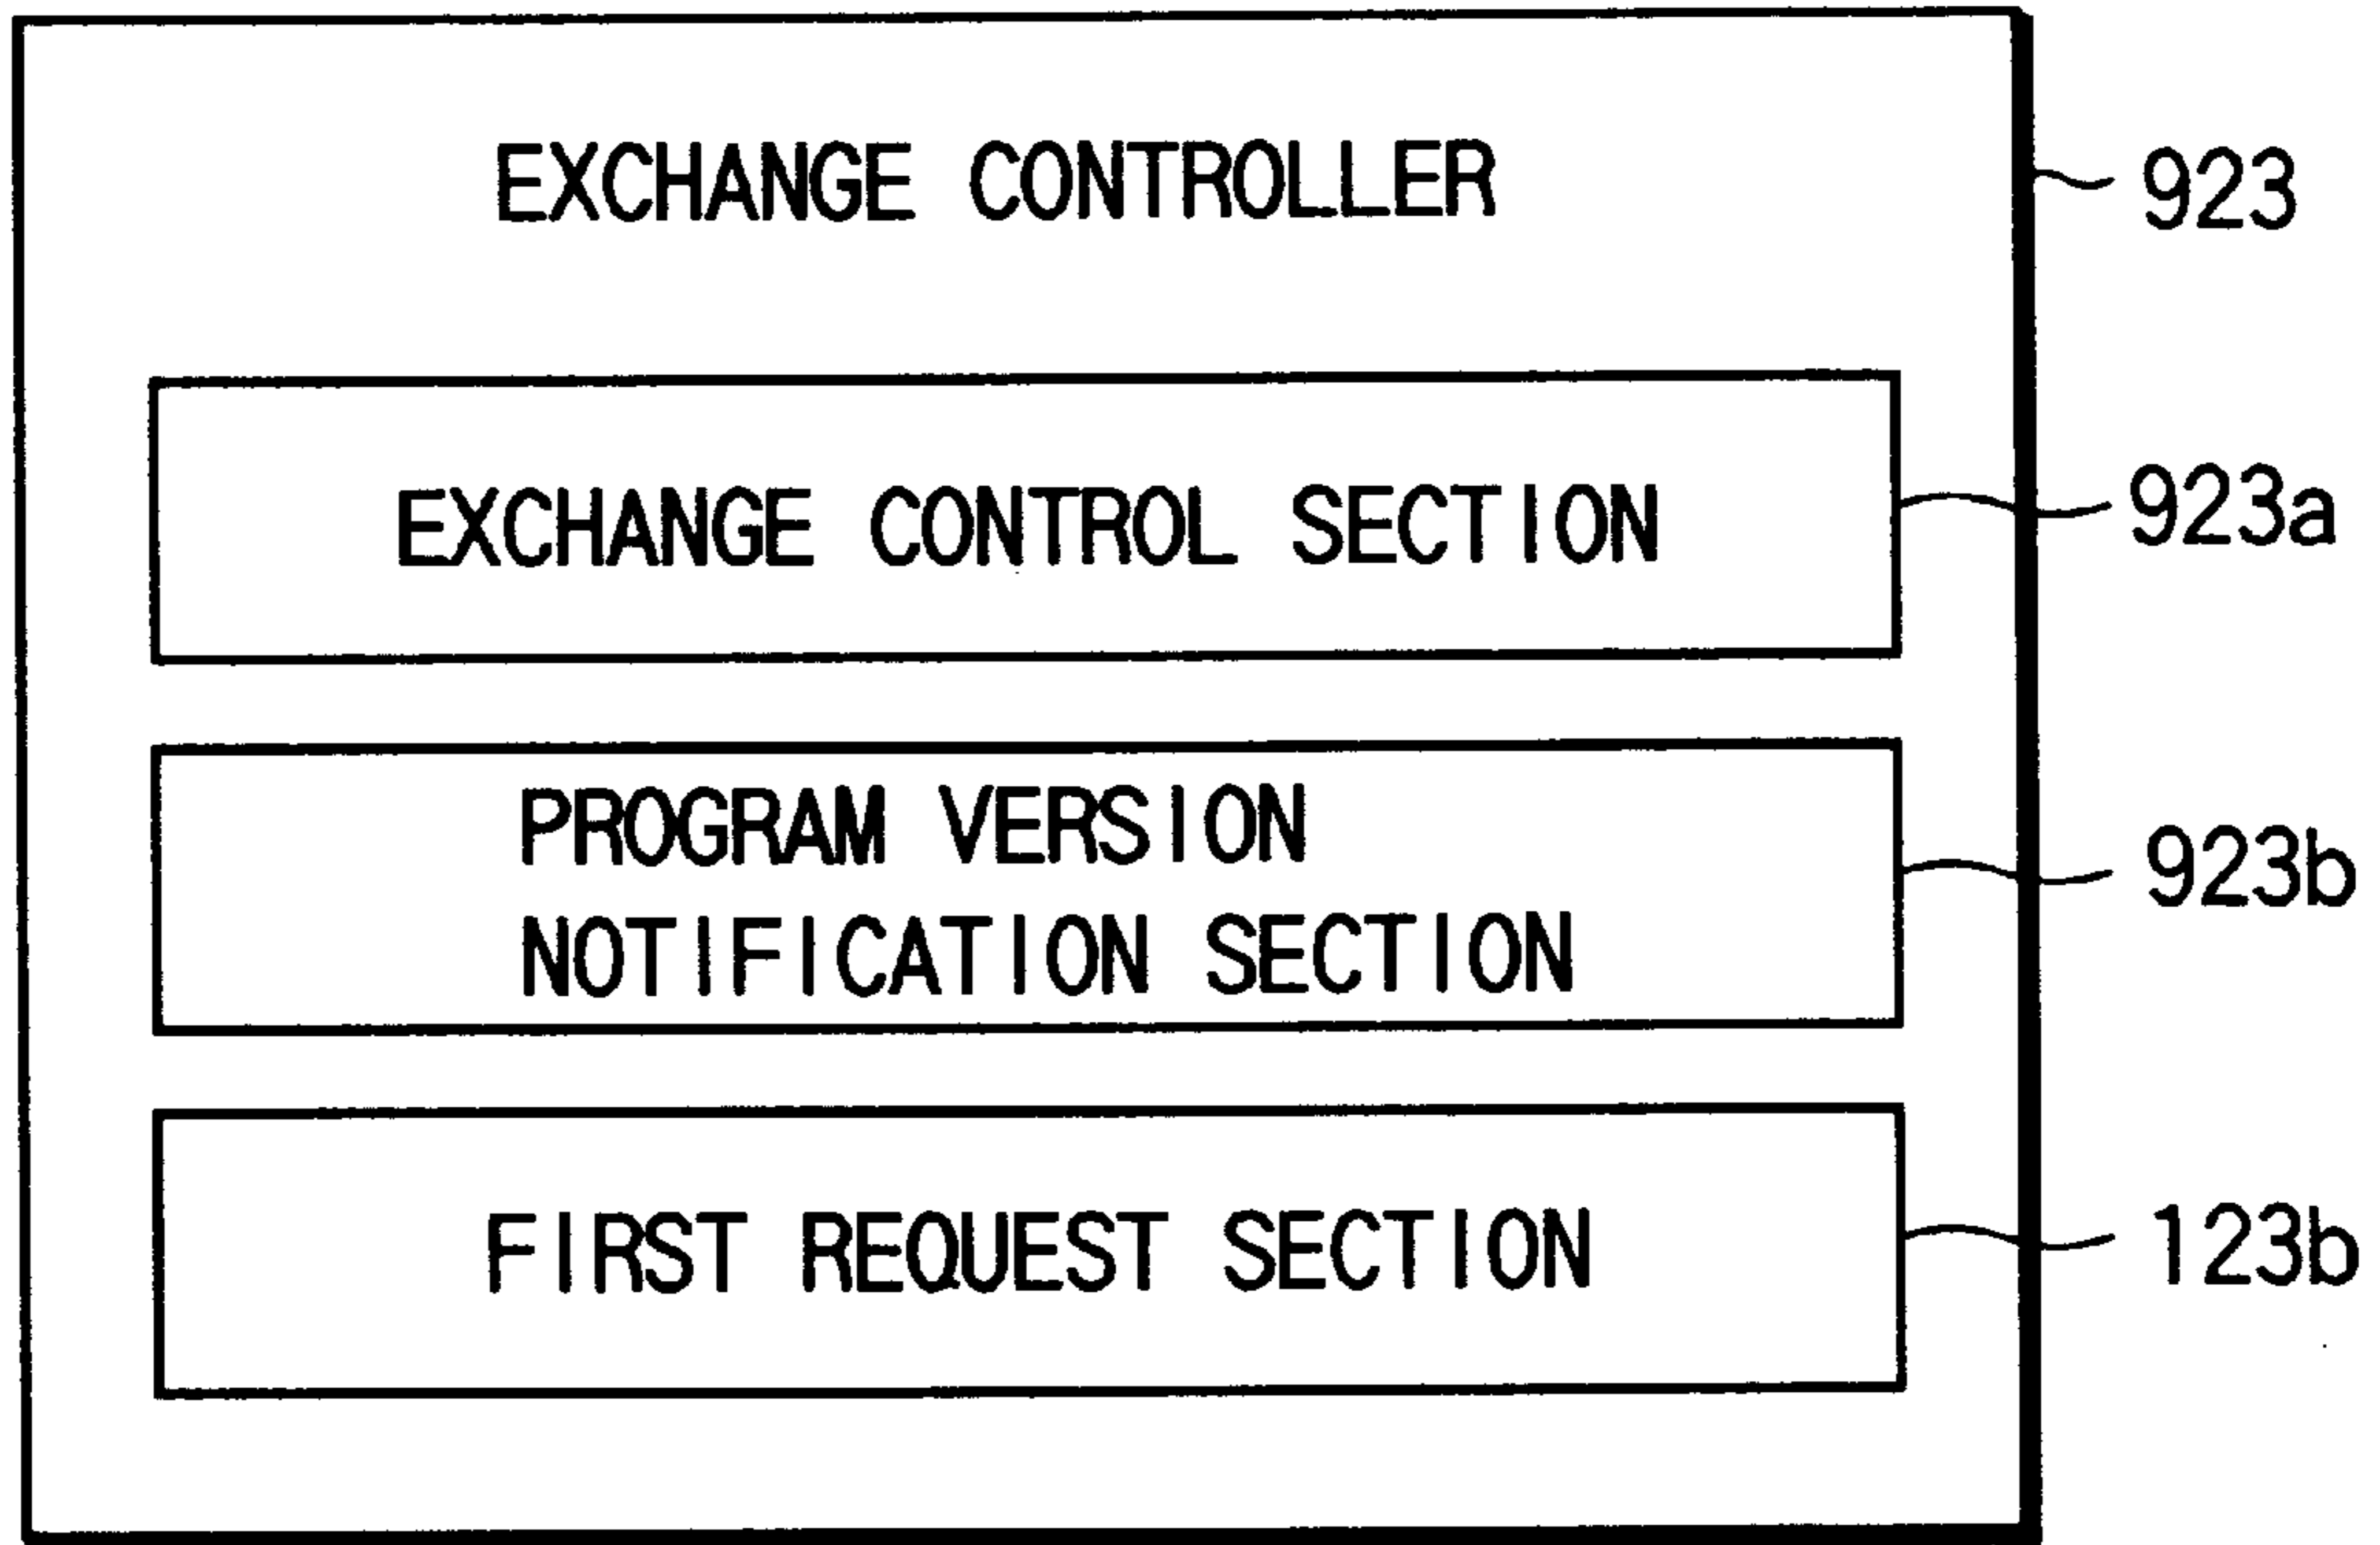 EXCHANGE CONTROLLER
923
EXCHANGE CONTROL SECTION
923a
PROGRAM VERSION
NOTIFICATION SECTION
923b
FIRST REQUEST SECTION
123b